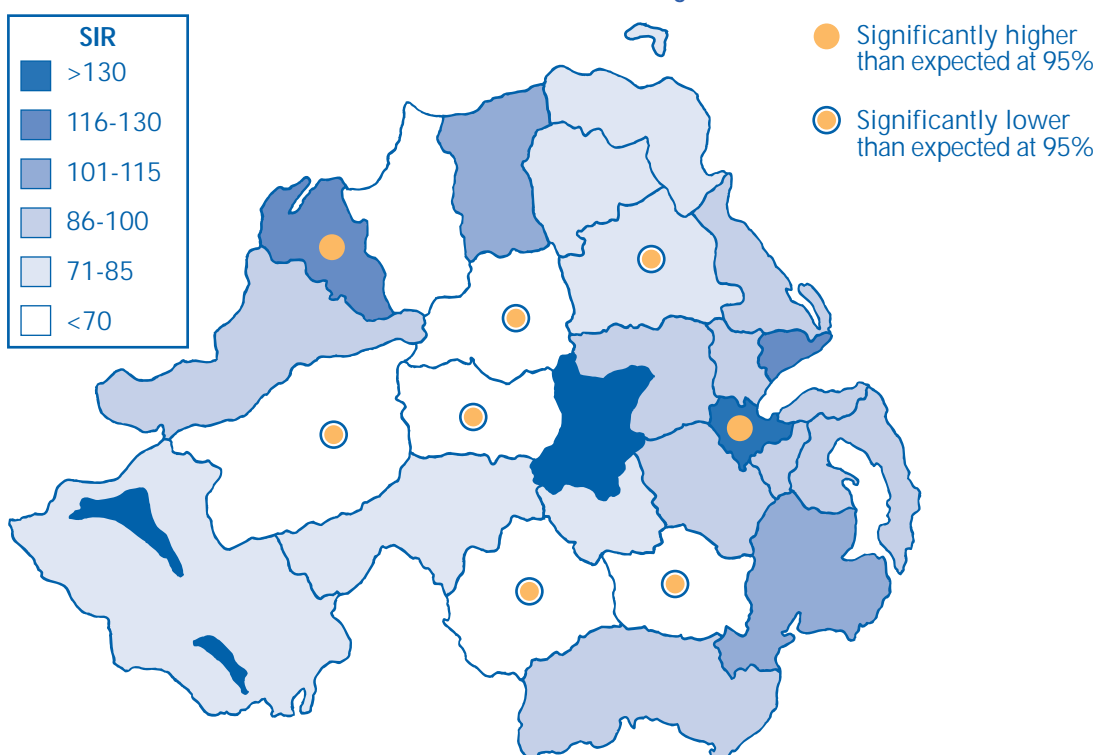 SIR
>130
116-130
101-115
86-100
71-85
<70
Significantly higher
than expected at 95%
Significantly lower
than expected at 95%